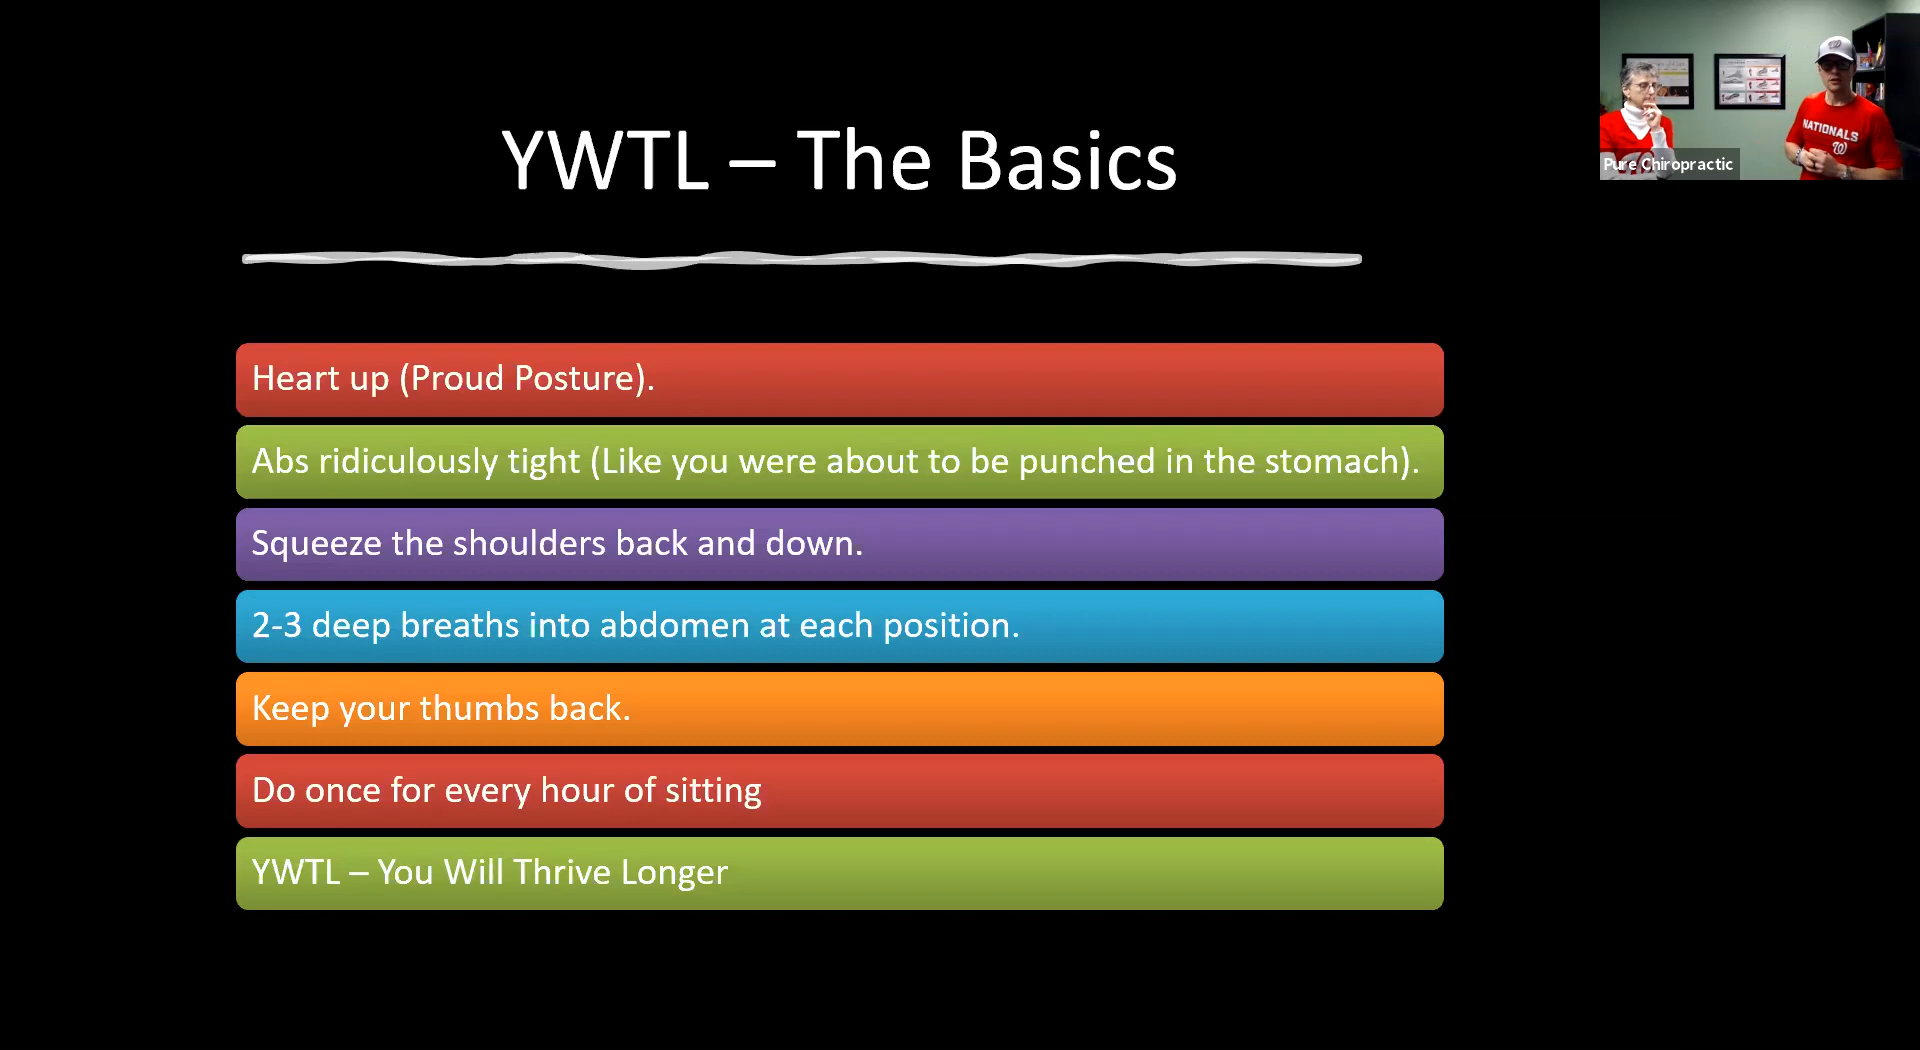 YWTL – The Basics
Heart up (Proud Posture).
Abs ridiculously tight (Like you were about to be punched in the stomach).
Squeeze the shoulders back and down.
2-3 deep breaths into abdomen at each position.
Keep your thumbs back.
Do once for every hour of sitting
YWTL – You Will Thrive Longer
W
NATIONALS
W
Pure Chiropractic